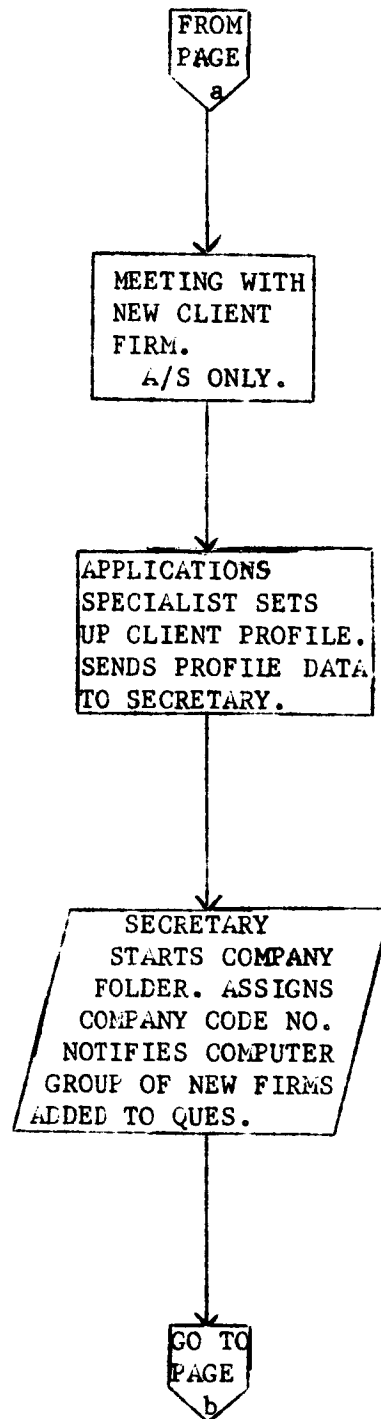 FROM
PAGE
a
MEETING WITH
NEW CLIENT
FIRM.
A/S ONLY.
APPLICATIONS
SPECIALIST SETS
UP CLIENT PROFILE.
SENDS PROFILE DATA
TO SECRETARY.
SECRETARY
STARTS COMPANY
FOLDER. ASSIGNS
COMPANY CODE NO.
NOTIFIES COMPUTER
GROUP OF NEW FIRMS
ADDED TO QUES.
GO TO
PAGE
b